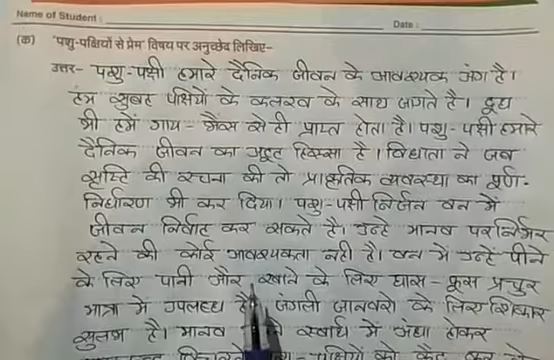 Name of Student : Date :
(क) 'पशु-पक्षियों से प्रेम' विषय पर अनुच्छेद लिखिए-
उत्तर- पशु-पक्षी हमारे दैनिक जीवन के आवश्यक अंग है।
हम सुबह पक्षियों के कलरव के साथ जागते है। दूध
भी हमें गाय-भैंस से ही प्राप्त होता है। पशु-पक्षी हमारे
दैनिक जीवन का अटूट हिस्सा है। विधाता ने जब
सृष्टि की रचना की तो प्राकृतिक व्यवस्था का पूर्ण-
निर्धारण भी कर दिया। पशु-पक्षी निर्जन वन में
जीवन निर्वाह कर सकते है। उन्हे मानव पर निर्भर
रहने की कोई आवश्यकता नही है। वन में उन्हें पीने
के लिए पानी और खाने के लिए घास-फूस प्रचुर
मात्रा में उपलब्ध है। जंगली जानवरो के लिए शिकार
सुलभ है। मानव स्वार्थ में अंधा होकर
पक्षियों को कैद कर